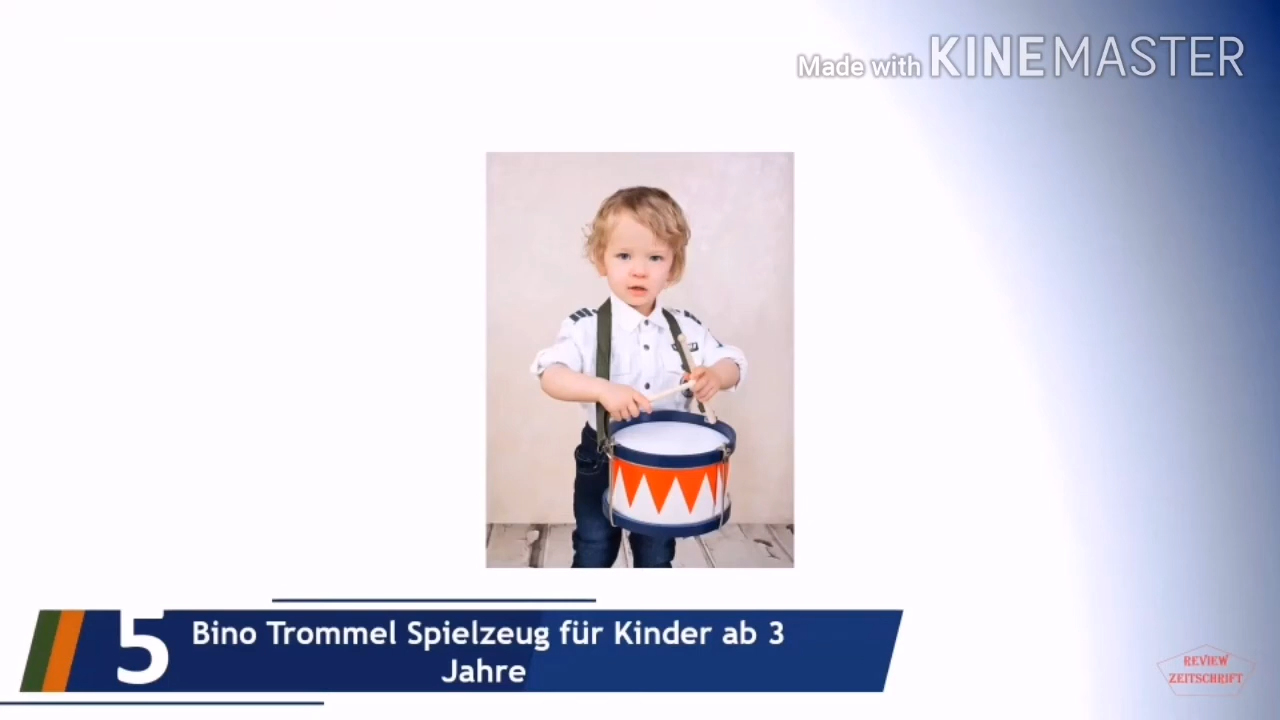 Made with KINEMASTER
5
Bino Trommel Spielzeug für Kinder ab 3
Jahre
REVIEW
ZEITSCHRIFT